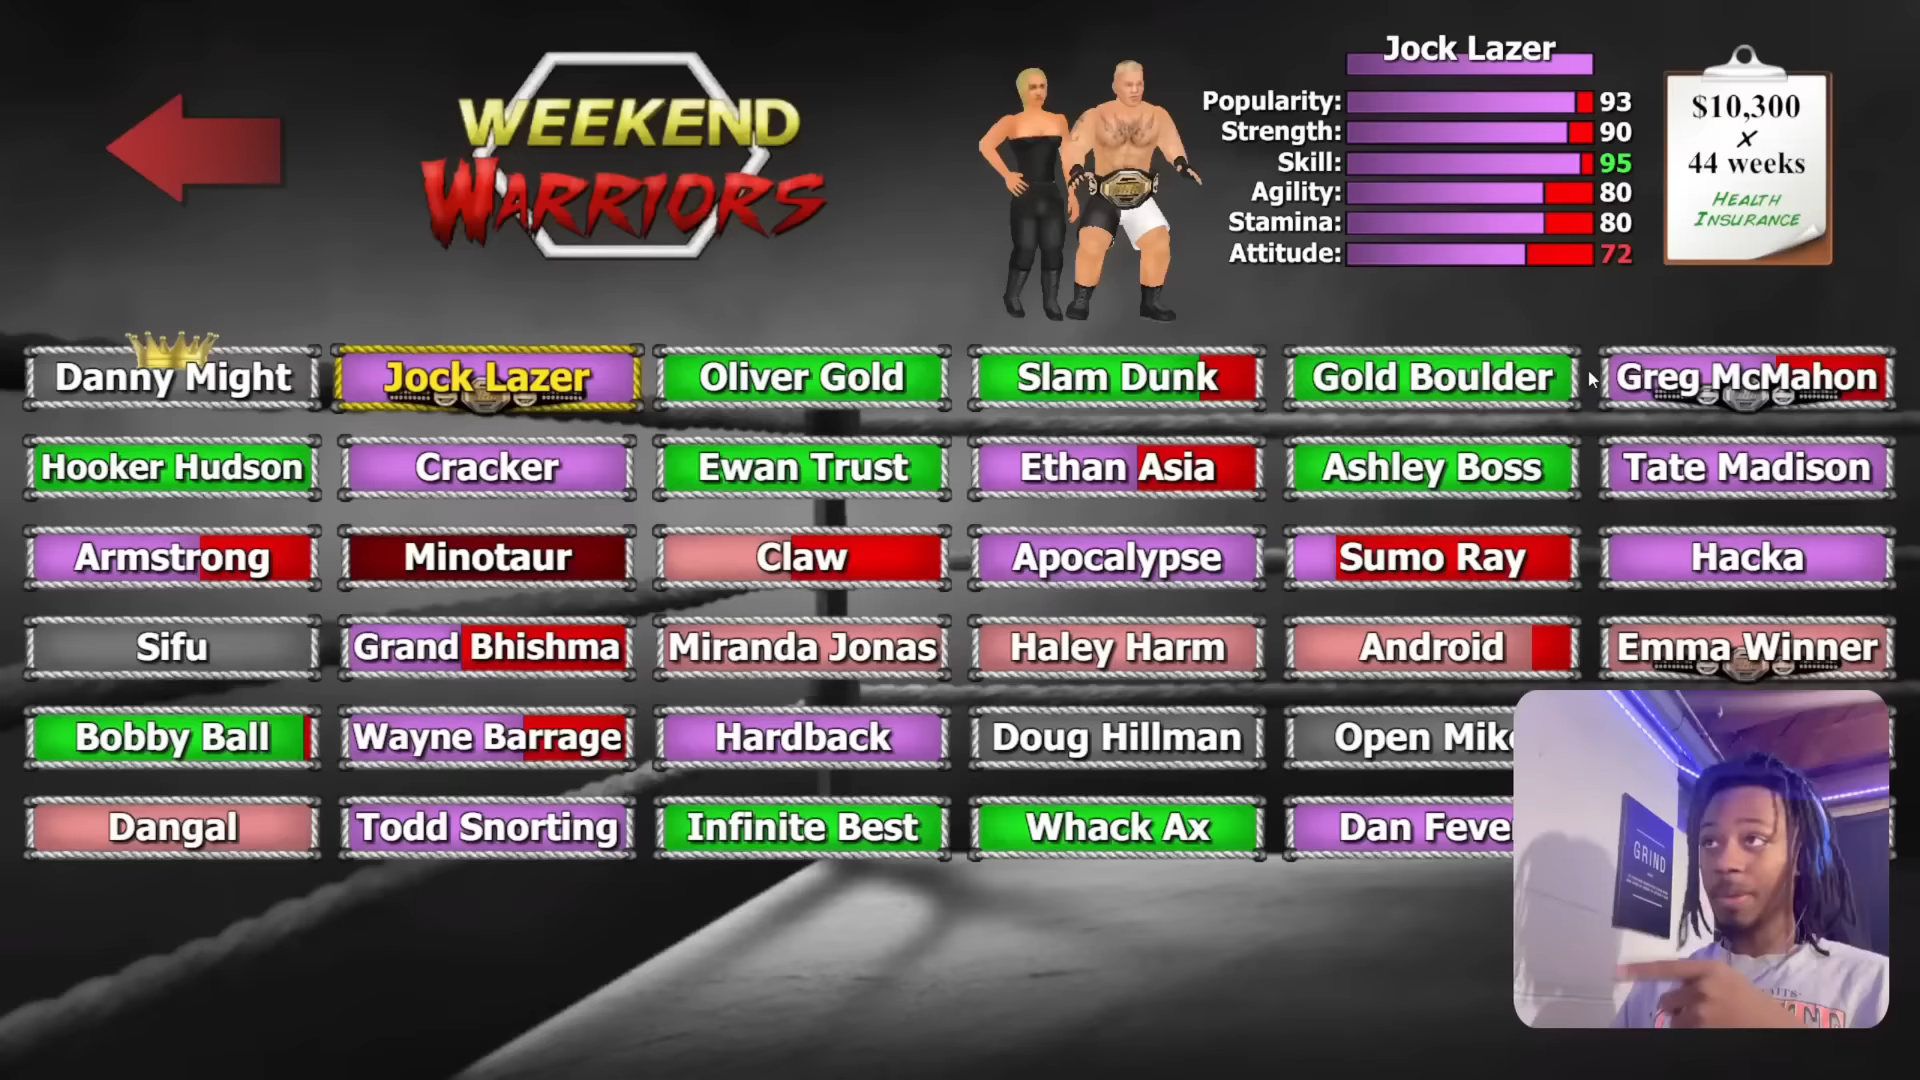 WEEKEND
WARRIORS
Jock Lazer
Popularity: 93
Strength: 90
Skill: 95
Agility: 80
Stamina: 80
Attitude: 72
$10,300
x
44 weeks
HEALTH
INSURANCE
Danny Might
Jock Lazer
Oliver Gold
Slam Dunk
Gold Boulder
Greg McMahon
Hooker Hudson
Cracker
Ewan Trust
Ethan Asia
Ashley Boss
Tate Madison
Armstrong
Minotaur
Claw
Apocalypse
Sumo Ray
Hacka
Sifu
Grand Bhishma
Miranda Jonas
Haley Harm
Android
Emma Winner
Bobby Ball
Wayne Barrage
Hardback
Doug Hillman
Open Mike
Dangal
Todd Snorting
Infinite Best
Whack Ax
Dan Feve
GRIND